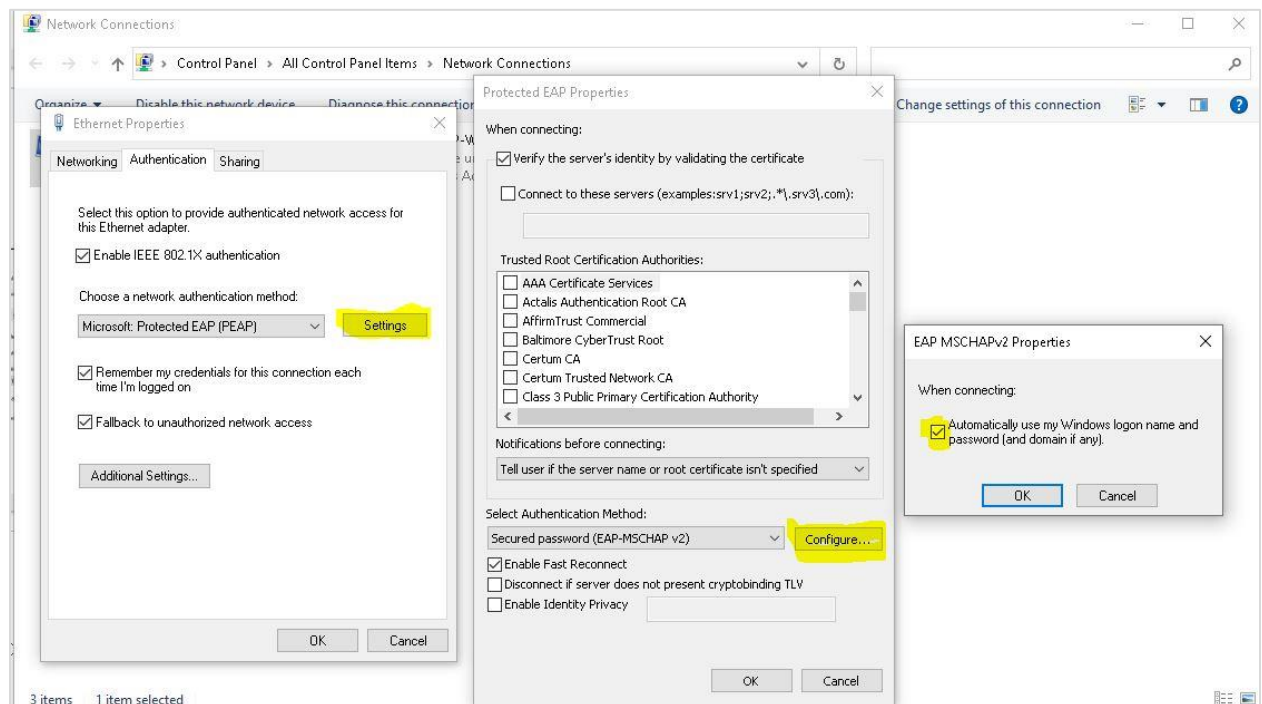 Network Connections
Control Panel > All Control Panel Items > Network Connections
Organize
Disable this network device
Diagnose this connection
Change settings of this connection
Ethernet Properties
Networking
Authentication
Sharing
Select this option to provide authenticated network access for
this Ethernet adapter.
Enable IEEE 802.1X authentication
Choose a network authentication method:
Microsoft: Protected EAP (PEAP)
Settings
Remember my credentials for this connection each
time I'm logged on
Fallback to unauthorized network access
Additional Settings...
OK
Cancel
3 items
1 item selected
Protected EAP Properties
When connecting:
Verify the server's identity by validating the certificate
Connect to these servers (examples:srv1;srv2;.*\.srv3\.com):
Trusted Root Certification Authorities:
AAA Certificate Services
Actalis Authentication Root CA
AffirmTrust Commercial
Baltimore CyberTrust Root
Certum CA
Certum Trusted Network CA
Class 3 Public Primary Certification Authority
Notifications before connecting:
Tell user if the server name or root certificate isn't specified
Select Authentication Method:
Secured password (EAP-MSCHAP v2)
Configure...
Enable Fast Reconnect
Disconnect if server does not present cryptobinding TLV
Enable Identity Privacy
OK
Cancel
EAP MSCHAPv2 Properties
When connecting:
Automatically use my Windows logon name and
password (and domain if any).
OK
Cancel